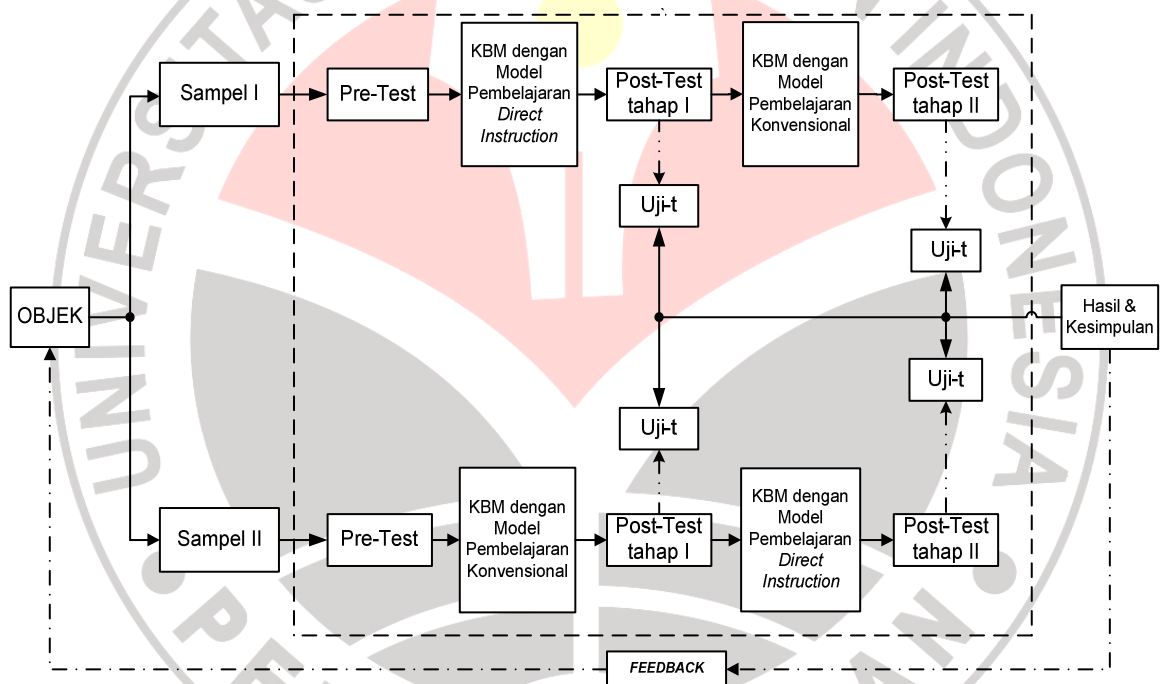 Sampel I
Pre-Test
KBM dengan
Model
Pembelajaran
Direct
Instruction
Post-Test
tahap I
KBM dengan
Model
Pembelajaran
Konvensional
Post-Test
tahap II
Uji-t
Uji-t
OBJEK
Hasil &
Kesimpulan
Uji-t
Uji-t
Sampel II
Pre-Test
KBM dengan
Model
Pembelajaran
Konvensional
Post-Test
tahap I
KBM dengan
Model
Pembelajaran
Direct
Instruction
Post-Test
tahap II
FEEDBACK
INDONESIA